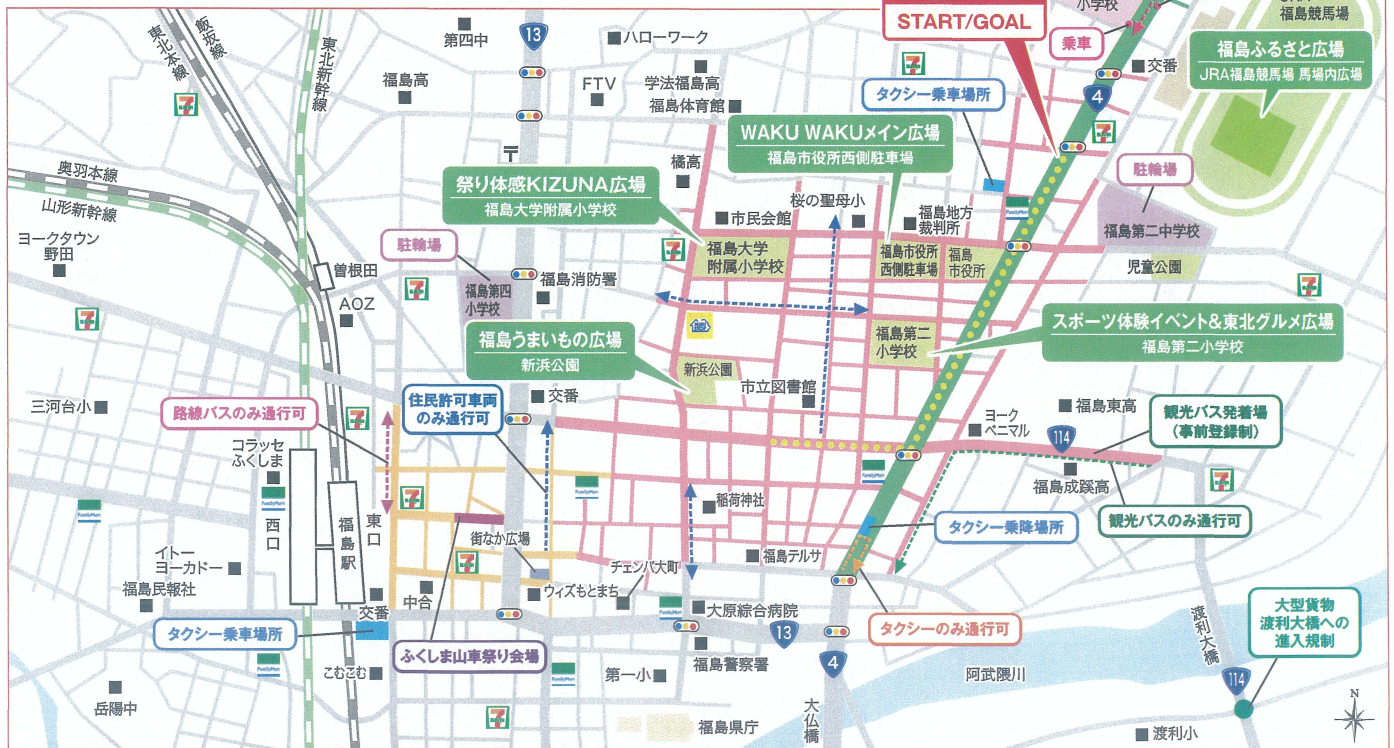 小学校
JRA
福島競馬場
START/GOAL
乗車
福島ふるさと広場
JRA福島競馬場 馬場内広場
飯坂線
東北本線
東北新幹線
13
第四中
ハローワーク
福島高
FTV
学法福島高
福島体育館
タクシー乗車場所
交番
4
WAKU WAKUメイン広場
福島市役所西側駐車場
奥羽本線
山形新幹線
祭り体感KIZUNA広場
福島大学附属小学校
橘高
駐輪場
市民会館
桜の聖母小
福島地方
裁判所
FamilyMart
福島第二中学校
ヨークタウン
野田
駐輪場
曽根田
福島第四
小学校
福島消防署
福島大学
附属小学校
福島市役所
西側駐車場
福島
市役所
児童公園
AOZ
福島うまいもの広場
新浜公園
福島第二
小学校
スポーツ体験イベント&東北グルメ広場
福島第二小学校
新浜公園
市立図書館
交番
三河台小
路線バスのみ通行可
住民許可車両
のみ通行可
ヨーク
ベニマル
福島東高
観光バス発着場
(事前登録制)
114
コラッセ
ふくしま
FamilyMart
FamilyMart
FamilyMart
FamilyMart
福島成蹊高
西口
福島駅
東口
稲荷神社
観光バスのみ通行可
タクシー乗降場所
街なか広場
福島テルサ
イトー
ヨーカドー
福島民報社
チェンバ大町
中合
ウィズもとまち
交番
FamilyMart
大原綜合病院
13
タクシーのみ通行可
タクシー乗車場所
渡利大橋
大型貨物
渡利大橋への
進入規制
ふくしま山車祭り会場
FamilyMart
FamilyMart
福島警察署
4
こむこむ
第一小
阿武隈川
114
岳陽中
福島県庁
大仏橋
渡利小
N